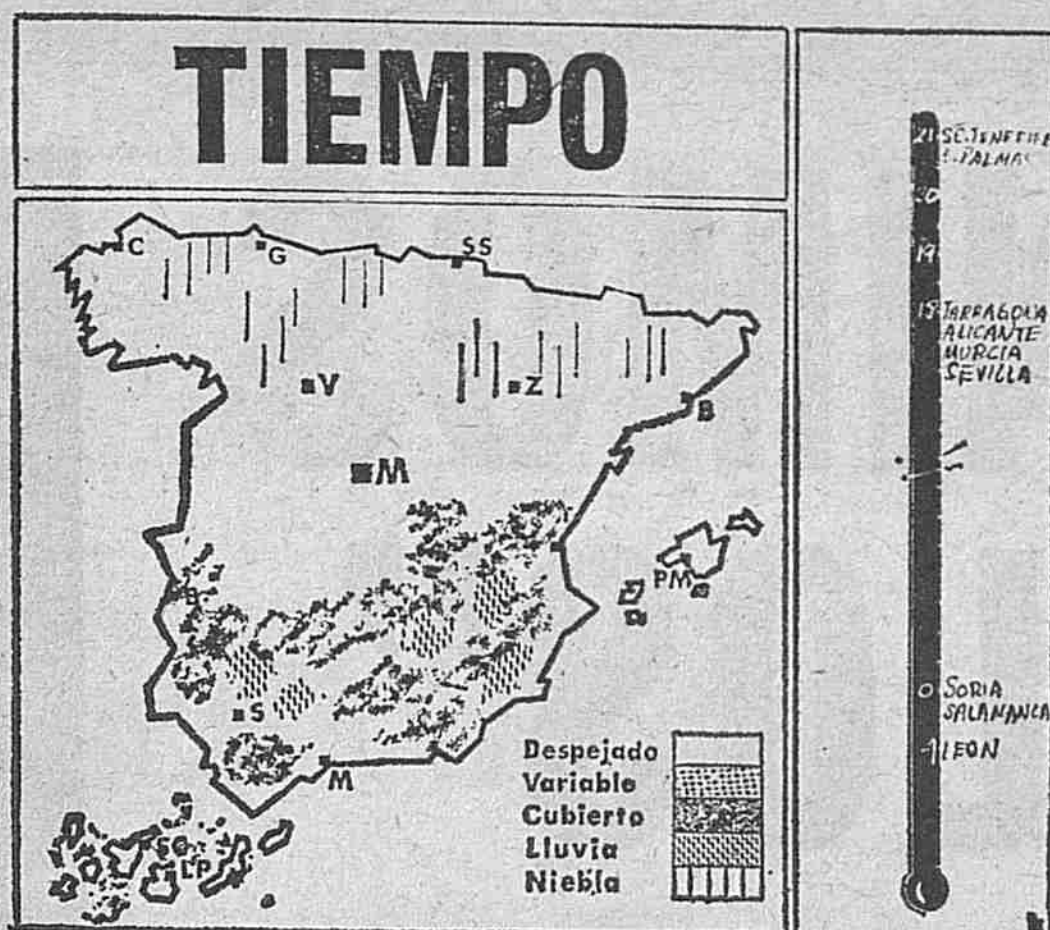 TIEMPO
C
G
SS
V
Z
B
M
PM
S
M
LP
Despejado
Variable
Cubierto
Lluvia
Niebla
21 SC.TENERIFE
L.PALMAS
20
19
18 TARRAGONA
ALICANTE
MURCIA
SEVILLA
0 SORIA
SALAMANCA
-1 LEON